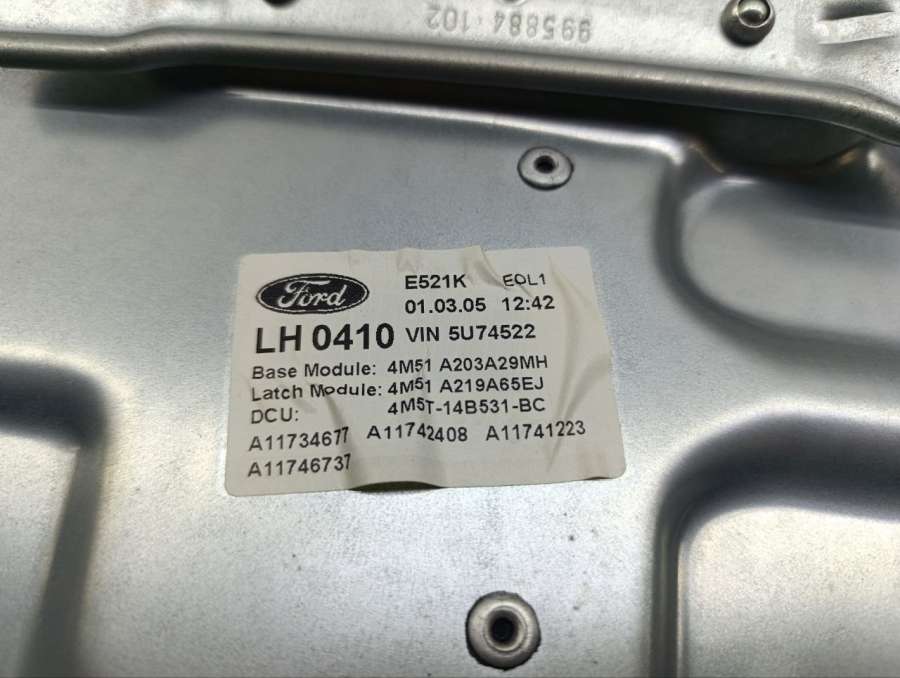 995884 102
Ford
E521K EOL1
01.03.05 12:42
LH 0410 VIN 5U74522
Base Module: 4M51 A203A29MH
Latch Module: 4M51 A219A65EJ
DCU: 4M5T-14B531-BC
A11734677 A11742408 A11741223
A11746737